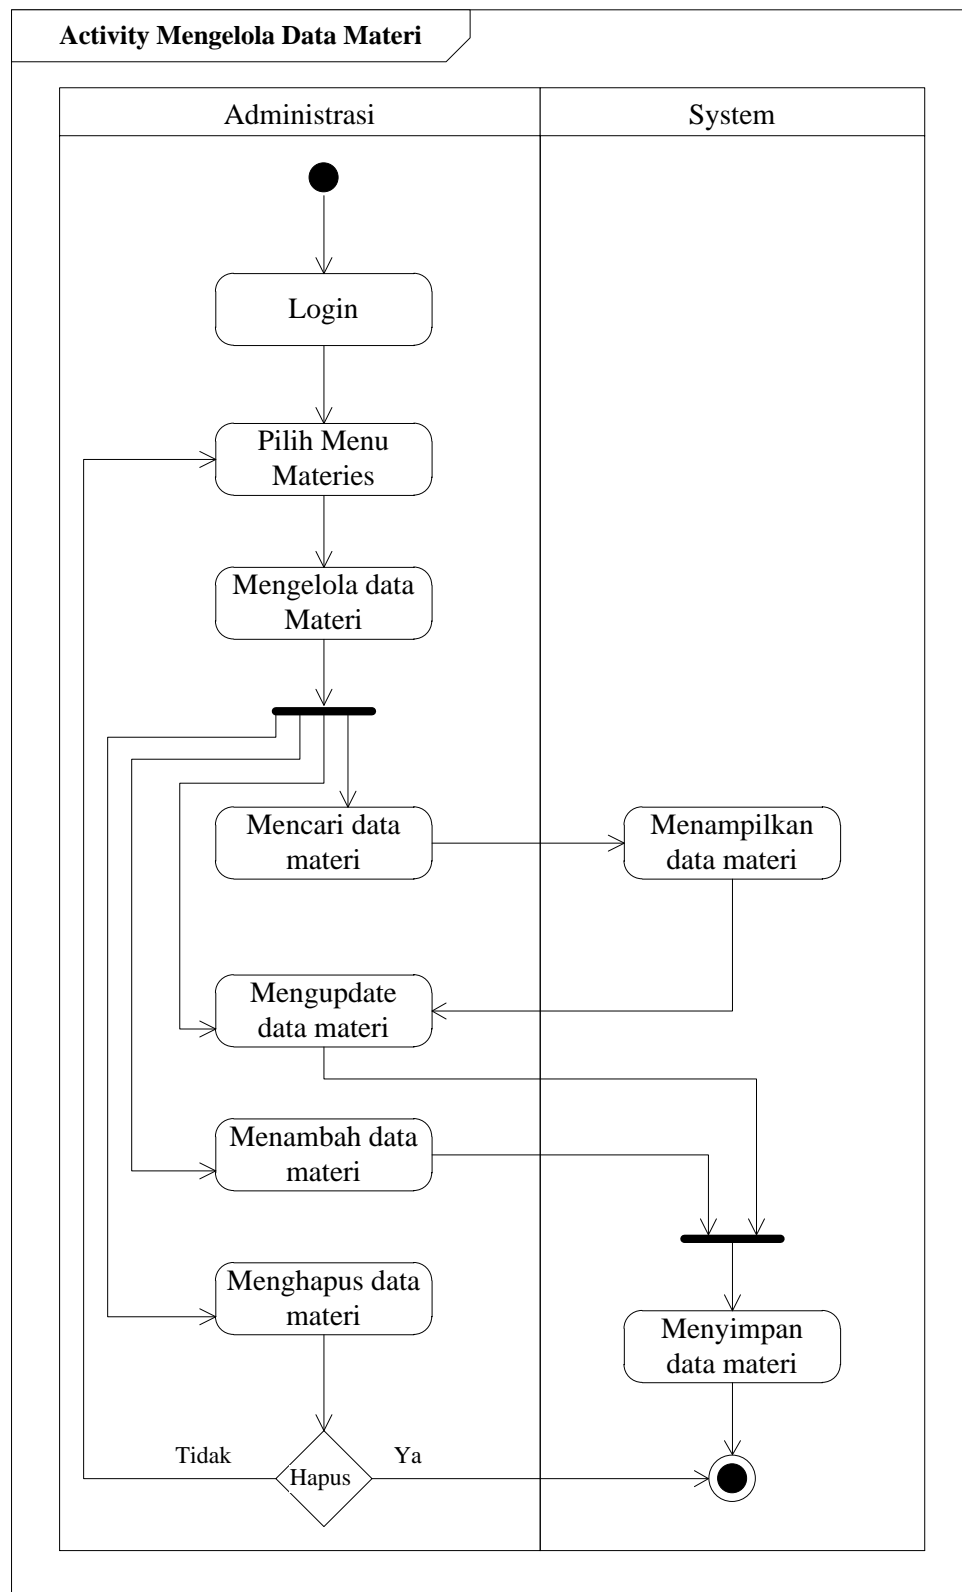 Activity Mengelola Data Materi
Administrasi
System
Login
Pilih Menu
Materies
Mengelola data
Materi
Mencari data
materi
Menampilkan
data materi
Mengupdate
data materi
Menambah data
materi
Menghapus data
materi
Menyimpan
data materi
Tidak
Hapus
Ya